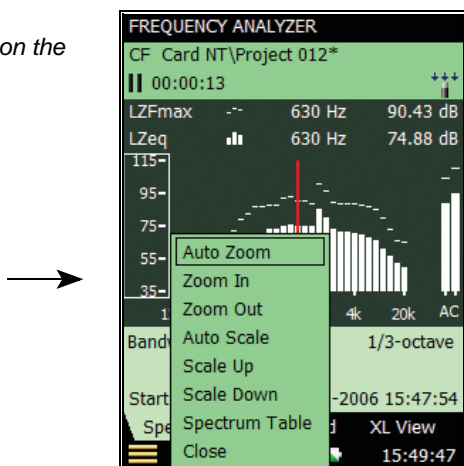 on the
FREQUENCY ANALYZER
CF Card NT\Project 012*
00:00:13
LZFmax 630 Hz 90.43 dB
LZeq 630 Hz 74.88 dB
115
95
75
55
35
4k 20k AC
Auto Zoom
Zoom In
Zoom Out
Auto Scale
Scale Up
Scale Down
Spectrum Table
Close
1/3-octave
Start -2006 15:47:54
XL View
15:49:47